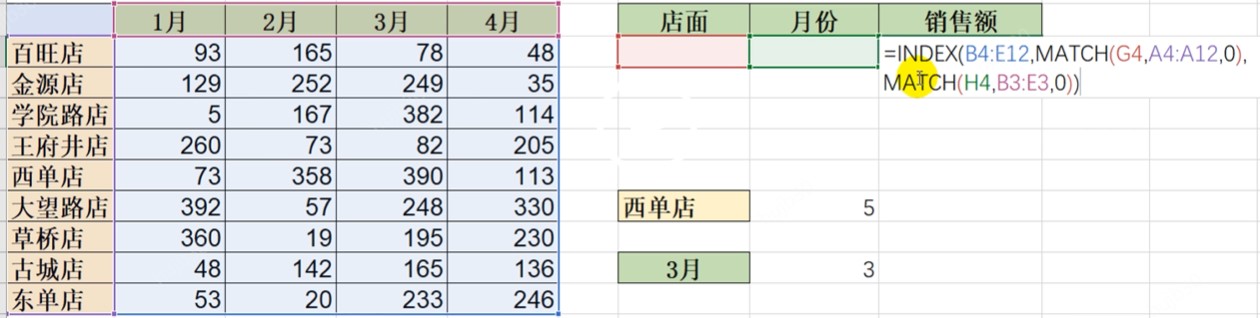 1月 2月 3月 4月 店面 月份 销售额
百旺店 93 165 78 48 =INDEX(B4:E12,MATCH(G4,A4:A12,0),
金源店 129 252 249 35 MATCH(H4,B3:E3,0))
学院路店 5 167 382 114
王府井店 260 73 82 205
西单店 73 358 390 113
大望路店 392 57 248 330 西单店 5
草桥店 360 19 195 230
古城店 48 142 165 136 3月 3
东单店 53 20 233 246